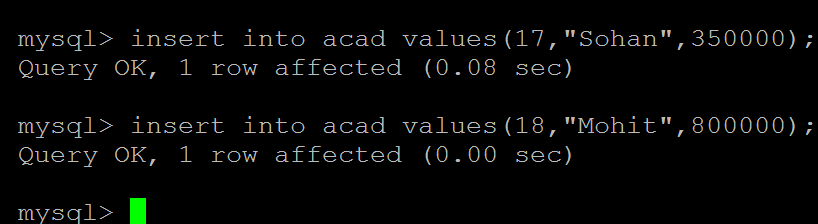 mysql> insert into acad values(17,"Sohan",350000);
Query OK, 1 row affected (0.08 sec)
mysql> insert into acad values(18,"Mohit",800000);
Query OK, 1 row affected (0.00 sec)
mysql>